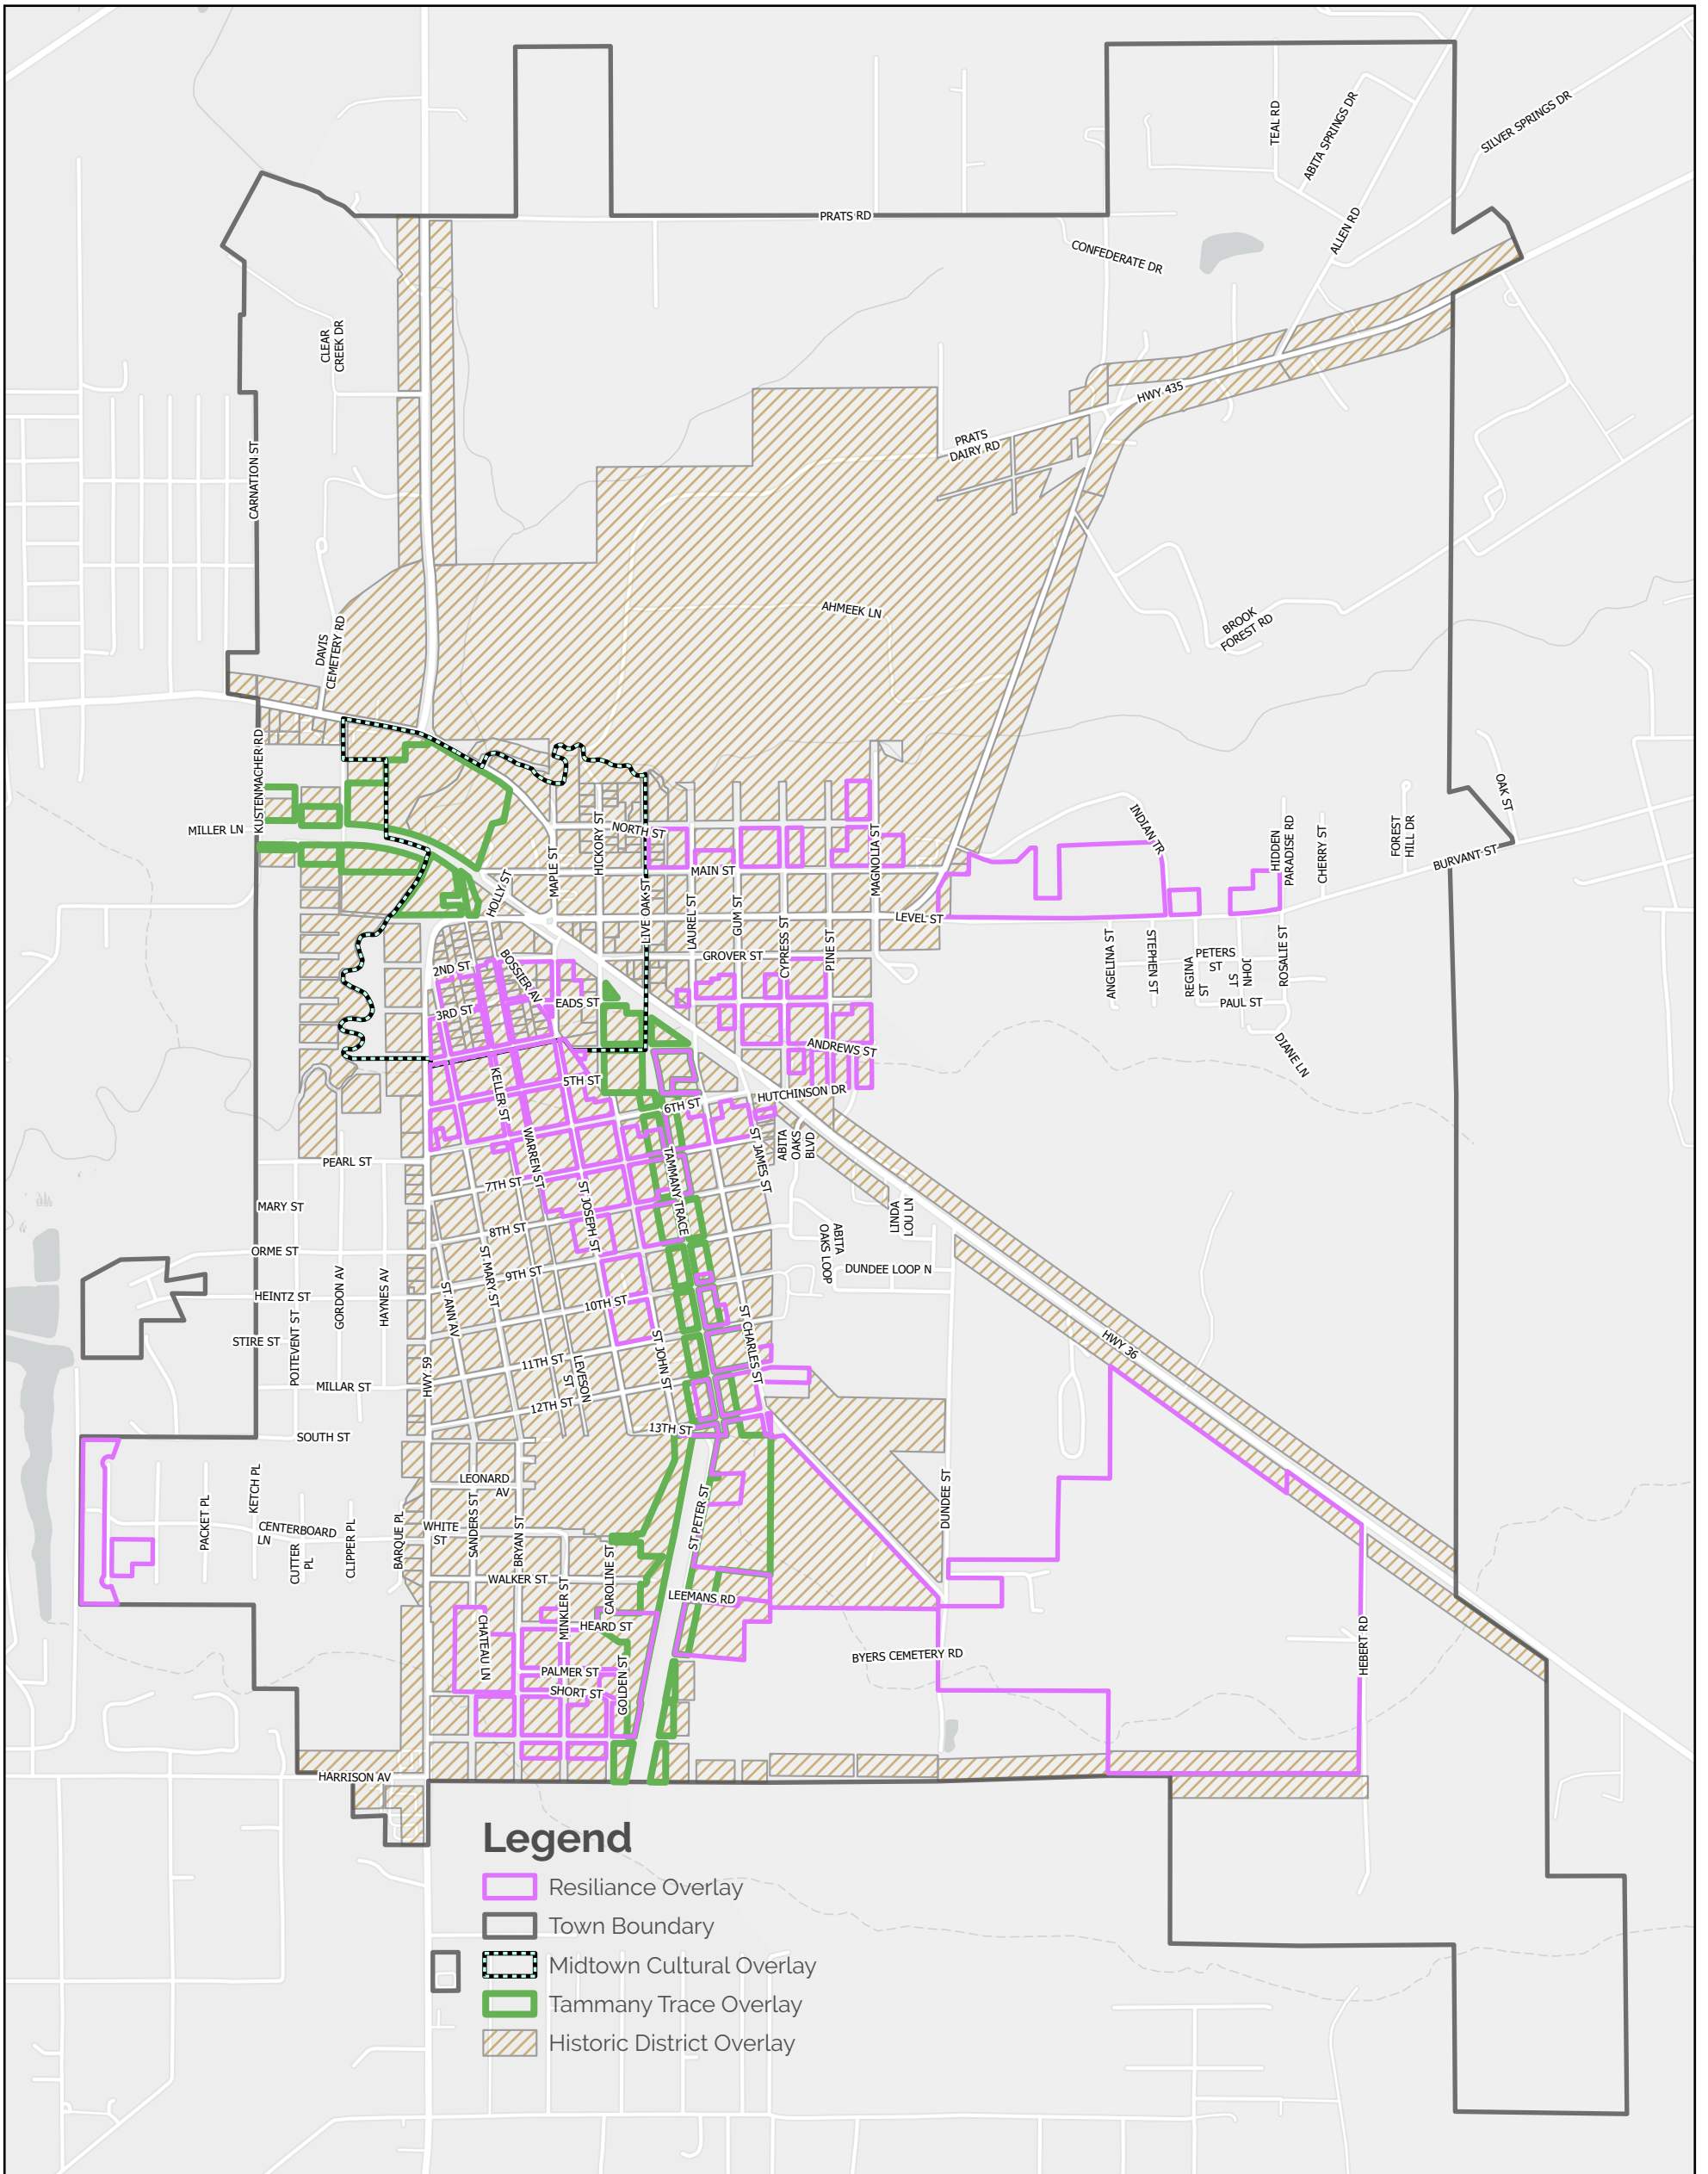 TEAL RD
ABITA SPRINGS DR
SILVER SPRINGS DR
ALLEN RD
PRATS RD
CONFEDERATE DR
CLEAR
CREEK DR
HWY 435
PRATS
DAIRY RD
CARNATION ST
AHMEEK LN
BROOK
FOREST RD
DAVIS
CEMETERY RD
KUSTENMACHER RD
MILLER LN
NORTH ST
HICKORY ST
MAPLE ST
MAIN ST
MAGNOLIA ST
INDIAN TR
HIDDEN
PARADISE RD
CHERRY ST
FOREST
HILL DR
OAK ST
BURVANT ST
HOLLY ST
LIVE OAK ST
LAUREL ST
GUM ST
CYPRESS ST
PINE ST
LEVEL ST
GROVER ST
2ND ST
BOSSIER AV
EADS ST
3RD ST
ANGELINA ST
STEPHEN ST
REGINA
ST
PETERS
ST
JOHN
ST
ROSALIE ST
PAUL ST
DIANE LN
ANDREWS ST
5TH ST
KELLER ST
HUTCHINSON DR
6TH ST
ABITA
OAKS
BLVD
ST JAMES ST
TAMMANY TRACE
WARREN ST
PEARL ST
7TH ST
ST JOSEPH ST
MARY ST
8TH ST
LINDA
LOU LN
ABITA
OAKS LOOP
ORME ST
ST MARY ST
9TH ST
DUNDEE LOOP N
HEINTZ ST
GORDON AV
HAYNES AV
ST ANN AV
10TH ST
POITEVENT ST
STIRE ST
ST CHARLES ST
ST JOHN ST
HWY 36
HWY 59
11TH ST
LEVESON
ST
MILLAR ST
12TH ST
13TH ST
SOUTH ST
LEONARD
AV
DUNDEE ST
PACKET PL
KETCH PL
CENTERBOARD
LN
CUTTER
PL
CLIPPER PL
BARQUE PL
WHITE
ST
SANDERS ST
BRYAN ST
ST PETER ST
CAROLINE ST
WALKER ST
MINKLER ST
LEEMANS RD
HEARD ST
CHATEAU LN
BYERS CEMETERY RD
HEBERT RD
PALMER ST
SHORT ST
GOLDEN ST
HARRISON AV
Legend
Resiliance Overlay
Town Boundary
Midtown Cultural Overlay
Tammany Trace Overlay
Historic District Overlay